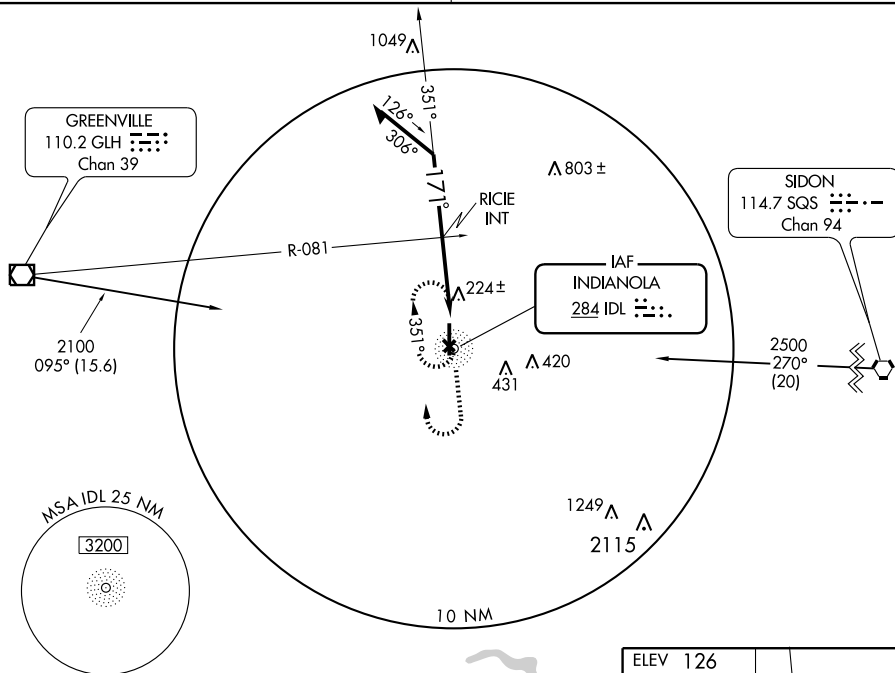 1049
351°
126°
306°
171°
GREENVILLE
110.2 GLH
Chan 39
803 ±
RICIE
INT
SIDON
114.7 SQS
Chan 94
R-081
IAF
INDIANOLA
284 IDL
224 ±
351°
2100
095° (15.6)
420
431
2500
270°
(20)
MSA IDL 25 NM
3200
1249
2115
10 NM
ELEV 126